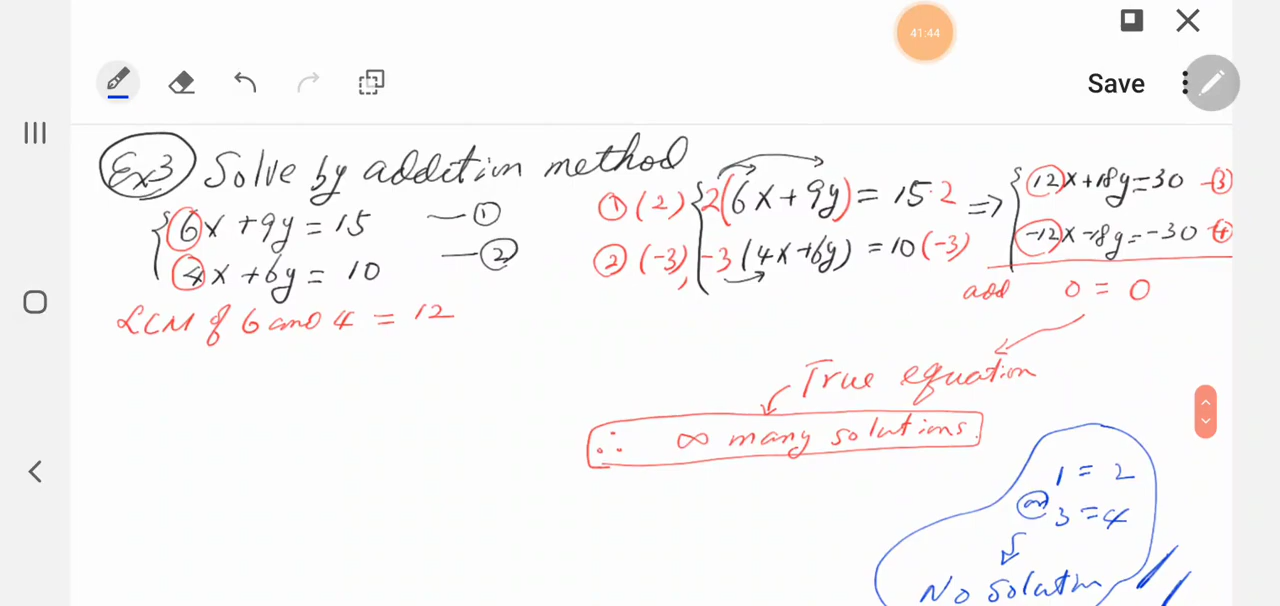 41:44
Save
Ex3 Solve by addition method
6x + 9y = 15 — ①
4x + 6y = 10 — ②
LCM of 6 and 4 = 12
① (2) 2(6x + 9y) = 15·2 ⇒ 12x + 18y = 30 — ③
② (-3) -3(4x + 6y) = 10(-3) -12x - 18y = -30 ④
add 0 = 0
True equation
∴ ∞ many solutions.
1 = 2
or 3 = 4
No solution